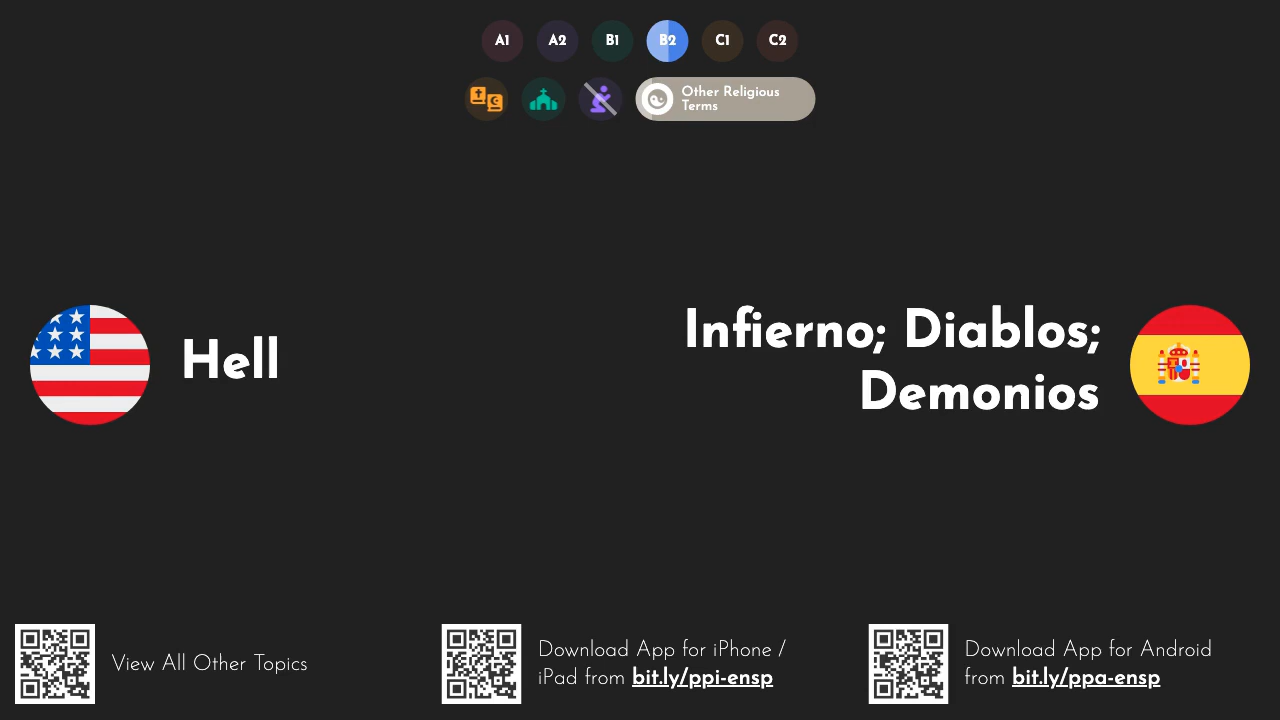 A1 A2 B1 B2 C1 C2
Other Religious
Terms
Hell
Infierno; Diablos;
Demonios
View All Other Topics
Download App for iPhone /
iPad from bit.ly/ppi-ensp
Download App for Android
from bit.ly/ppa-ensp